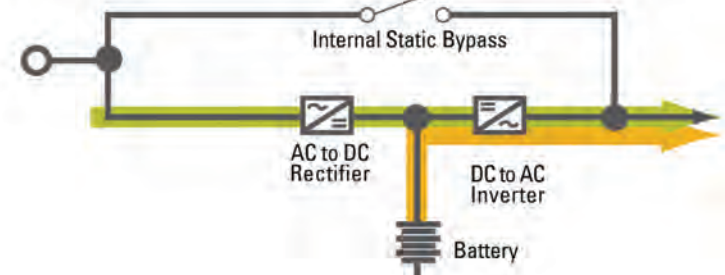 Internal Static Bypass
AC to DC
Rectifier
DC to AC
Inverter
Battery